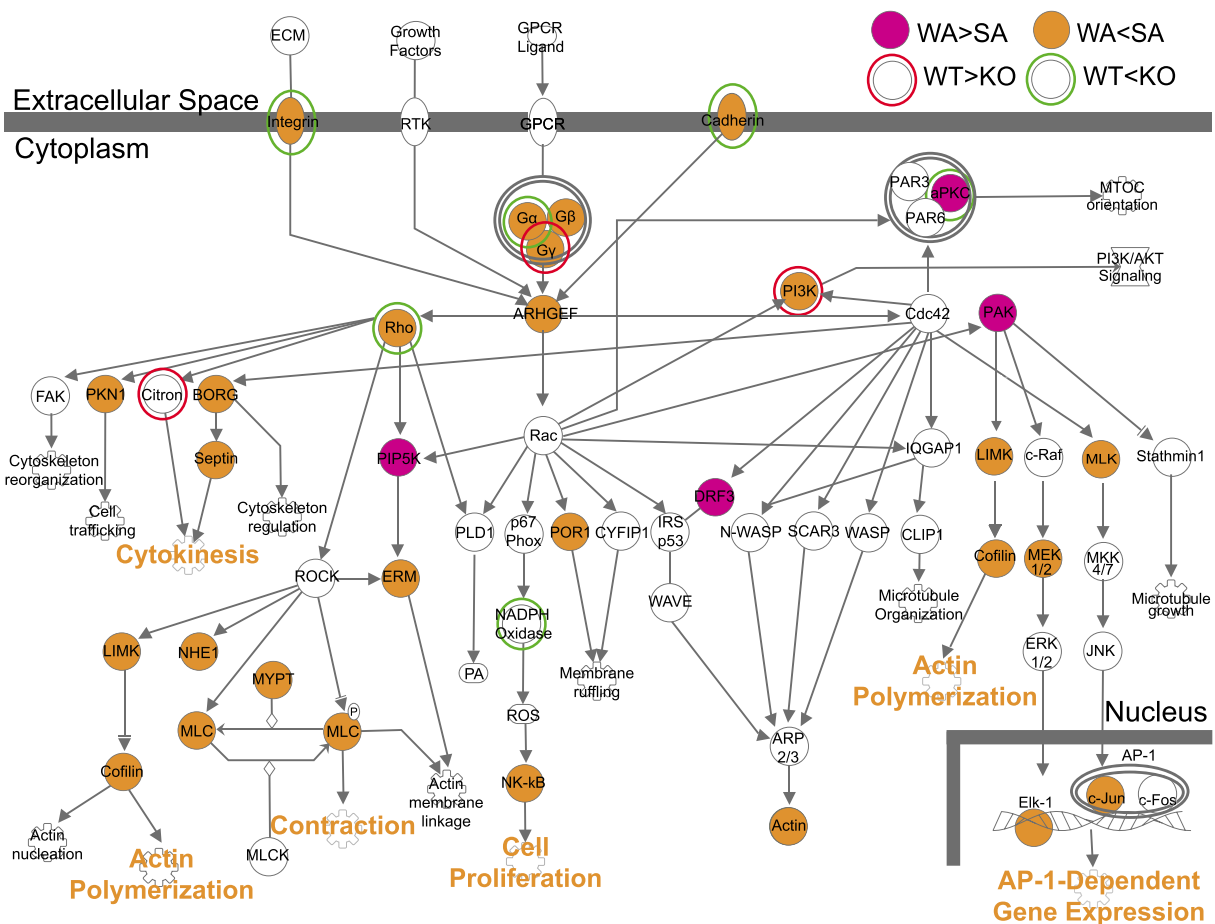 ECM
Growth
Factors
GPCR
Ligand
WA>SA
WA<SA
WT>KO
WT<KO
Extracellular Space
Integrin
RTK
GPCR
Cadherin
Cytoplasm
PAR3
aPKC
PAR6
MTOC
orientation
Gα
Gβ
Gγ
PI3K/AKT
Signaling
PI3K
ARHGEF
Cdc42
PAK
Rho
FAK
PKN1
Citron
BORG
Rac
IQGAP1
LIMK
c-Raf
MLK
Stathmin1
Septin
PIP5K
Cytoskeleton
reorganization
DRF3
Cell
trafficking
Cytoskeleton
regulation
PLD1
p67
Phox
POR1
CYFIP1
IRS
p53
N-WASP
SCAR3
WASP
CLIP1
Cytokinesis
Cofilin
MEK
1/2
MKK
4/7
ROCK
ERM
NADPH
Oxidase
WAVE
Microtubule
Organization
Microtubule
growth
LIMK
NHE1
ERK
1/2
JNK
MYPT
PA
Membrane
ruffling
Actin
Polymerization
P
MLC
MLC
ROS
ARP
2/3
Nucleus
AP-1
Cofilin
NK-kB
Actin
membrane
linkage
c-Jun
c-Fos
Elk-1
Contraction
Actin
Actin
nucleation
Actin
Polymerization
MLCK
Cell
Proliferation
AP-1-Dependent
Gene Expression